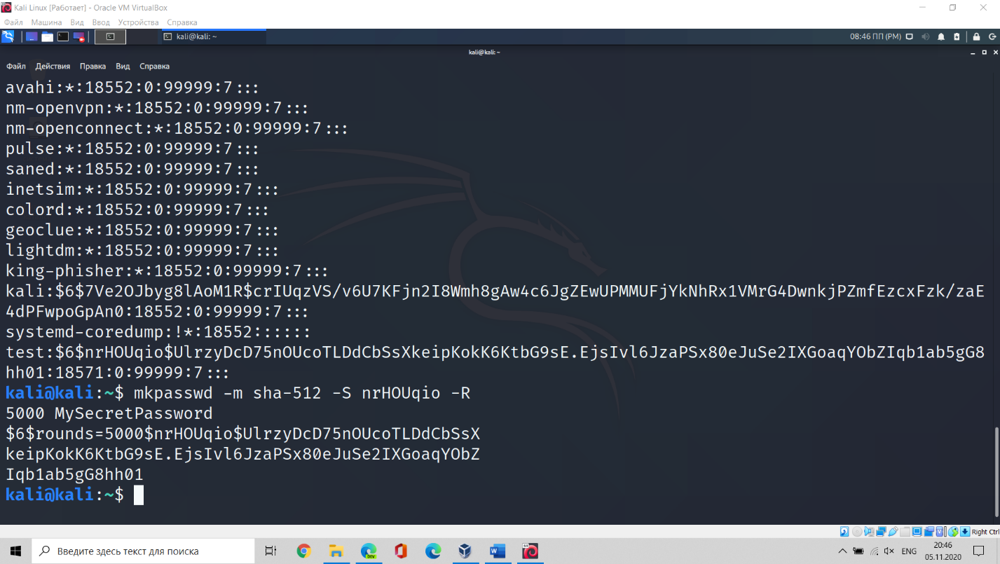 Kali Linux [Работает] - Oracle VM VirtualBox
Файл Машина Вид Ввод Устройства Справка
kali@kali: ~
08:46 ПП (PM)
kali@kali: ~
Файл Действия Правка Вид Справка
avahi:*:18552:0:99999:7:::
nm-openvpn:*:18552:0:99999:7:::
nm-openconnect:*:18552:0:99999:7:::
pulse:*:18552:0:99999:7:::
saned:*:18552:0:99999:7:::
inetsim:*:18552:0:99999:7:::
colord:*:18552:0:99999:7:::
geoclue:*:18552:0:99999:7:::
lightdm:*:18552:0:99999:7:::
king-phisher:*:18552:0:99999:7:::
kali:$6$7Ve2OJbyg8lAoM1R$crIUqzVS/v6U7KFjn2I8Wmh8gAw4c6JgZEwUPMMUFjYkNhRx1VMrG4DwnkjPZmfEzcxFzk/zaE
4dPFwpoGpAn0:18552:0:99999:7:::
systemd-coredump:!*:18552::::::
test:$6$nrHOUqio$UlrzyDcD75nOUcoTLDdCbSsXkeipKokK6KtbG9sE.EjsIvl6JzaPSx80eJuSe2IXGoaqYObZIqb1ab5gG8
hh01:18571:0:99999:7:::
kali@kali:~$ mkpasswd -m sha-512 -S nrHOUqio -R
5000 MySecretPassword
$6$rounds=5000$nrHOUqio$UlrzyDcD75nOUcoTLDdCbSsX
keipKokK6KtbG9sE.EjsIvl6JzaPSx80eJuSe2IXGoaqYObZ
Iqb1ab5gG8hh01
kali@kali:~$
Right Ctrl
Введите здесь текст для поиска
DEV
ENG
20:46
05.11.2020